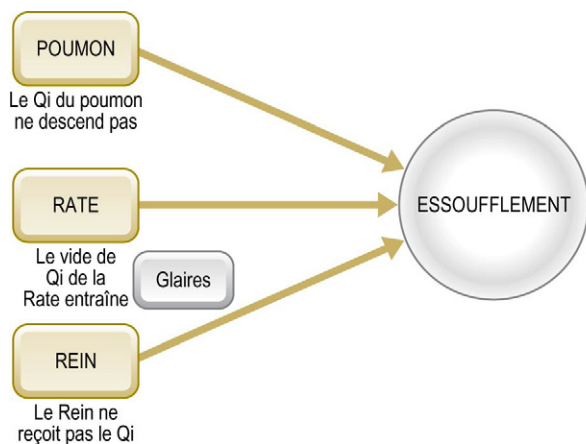 POUMON
Le Qi du poumon
ne descend pas
RATE
Le vide de
Qi de la
Rate entraîne
Glaires
REIN
Le Rein ne
reçoit pas le Qi
ESSOUFFLEMENT